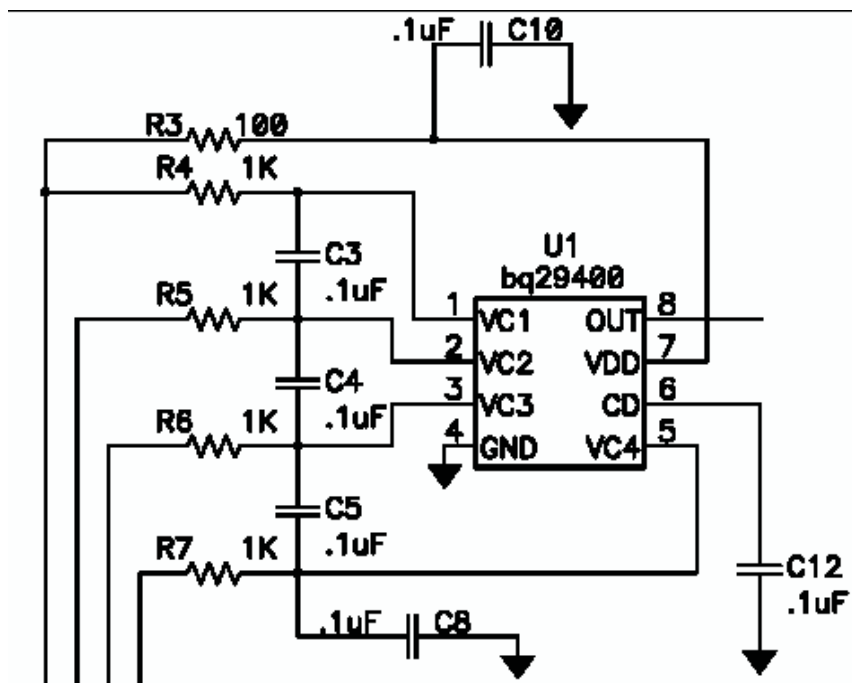 .1uF C10
R3 100
R4 1K
C3
.1uF
U1
bq29400
R5 1K
1 VC1 OUT 8
2 VC2 VDD 7
C4
.1uF
3 VC3 CD 6
R6 1K
4 GND VC4 5
C5
.1uF
R7 1K
C12
.1uF
.1uF C8